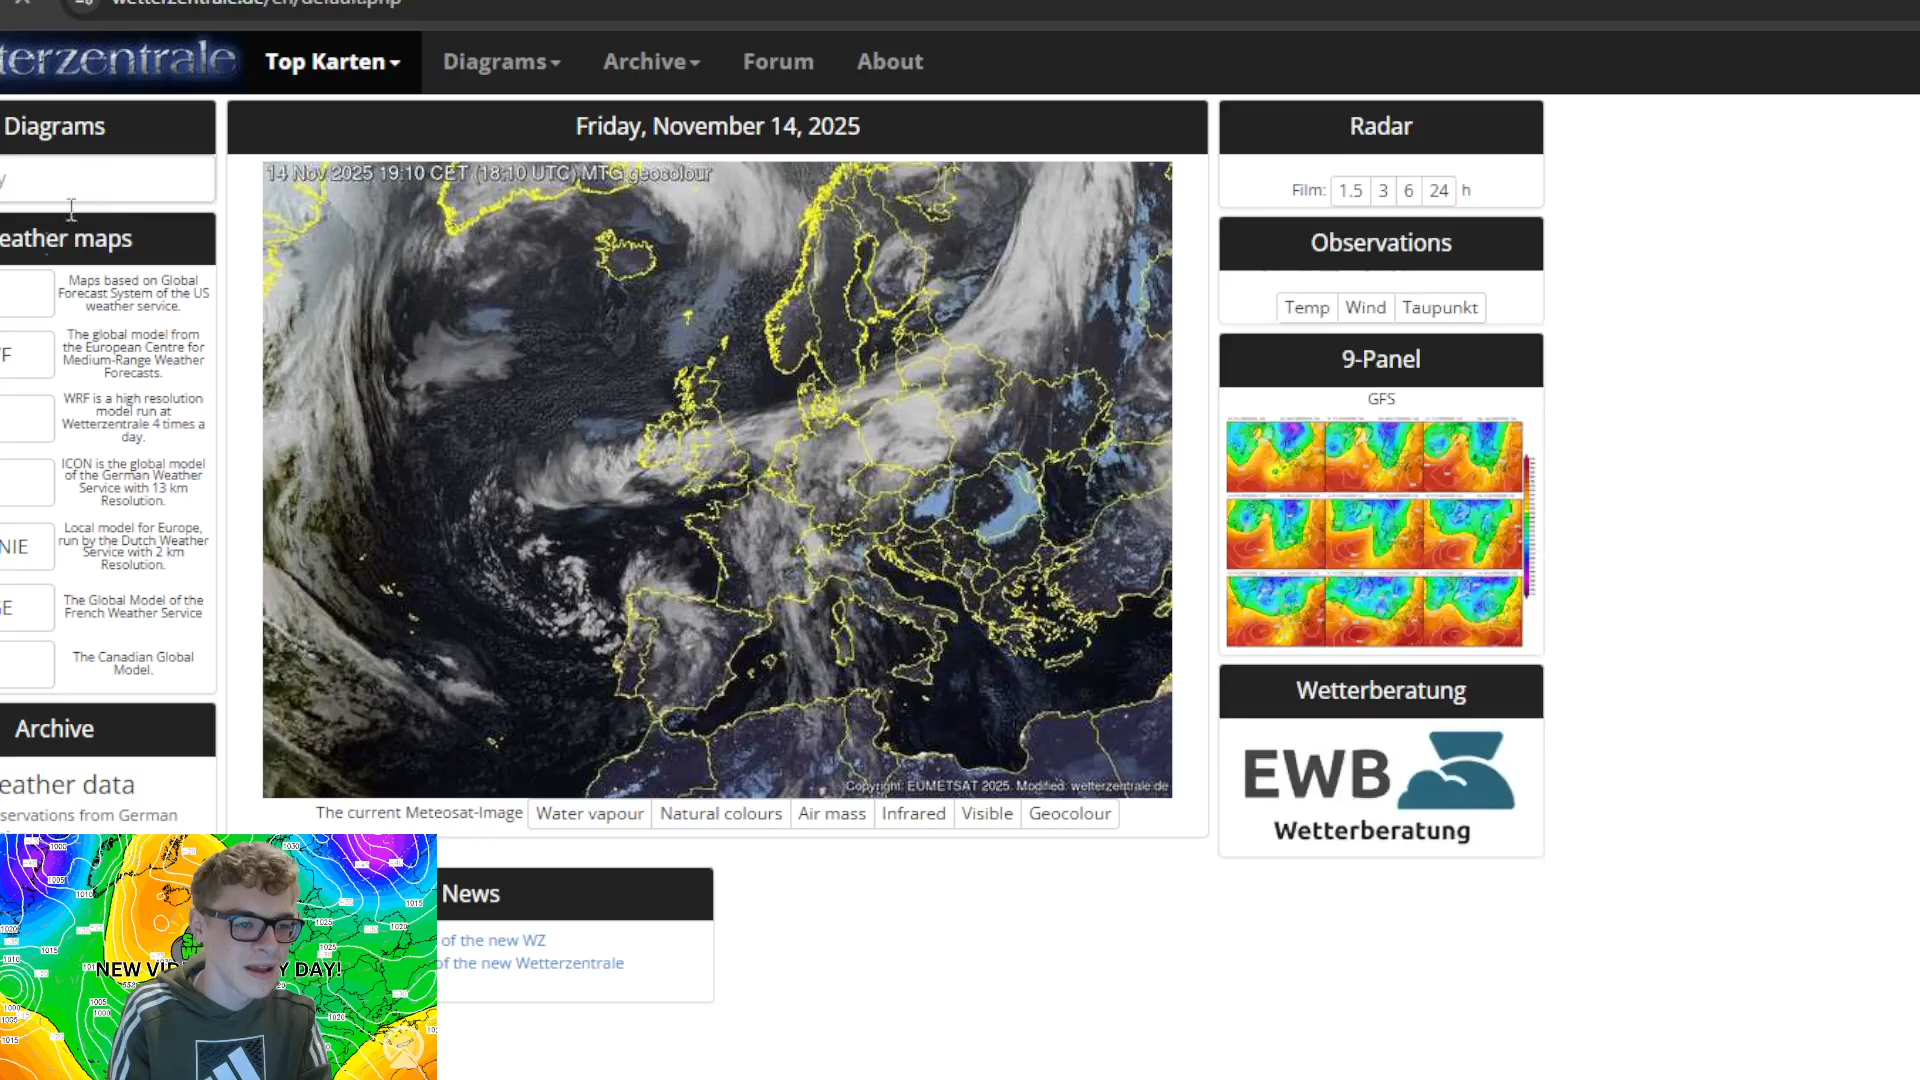 wetterzentrale.de/en/default.php
terzentrale
Top Karten
Diagrams
Archive
Forum
About
Diagrams
y
eather maps
Maps based on Global
Forecast System of the US
weather service.
F
The global model from
the European Centre for
Medium-Range Weather
Forecasts.
WRF is a high resolution
model run at
Wetterzentrale 4 times a
day.
ICON is the global model
of the German Weather
Service with 13 km
Resolution.
NIE
Local model for Europe,
run by the Dutch Weather
Service with 2 km
Resolution.
GE
The Global Model of the
French Weather Service
The Canadian Global
Model.
Archive
eather data
servations from German
Friday, November 14, 2025
14 Nov 2025 19:10 CET (18:10 UTC) MTG geocolour
Copyright: EUMETSAT 2025. Modified: wetterzentrale.de
The current Meteosat-Image
Water vapour
Natural colours
Air mass
Infrared
Visible
Geocolour
News
of the new WZ
of the new Wetterzentrale
Radar
Film: 1.5 3 6 24 h
Observations
Temp Wind Taupunkt
9-Panel
GFS
Wetterberatung
EWB
Wetterberatung
NEW VID Y DAY!